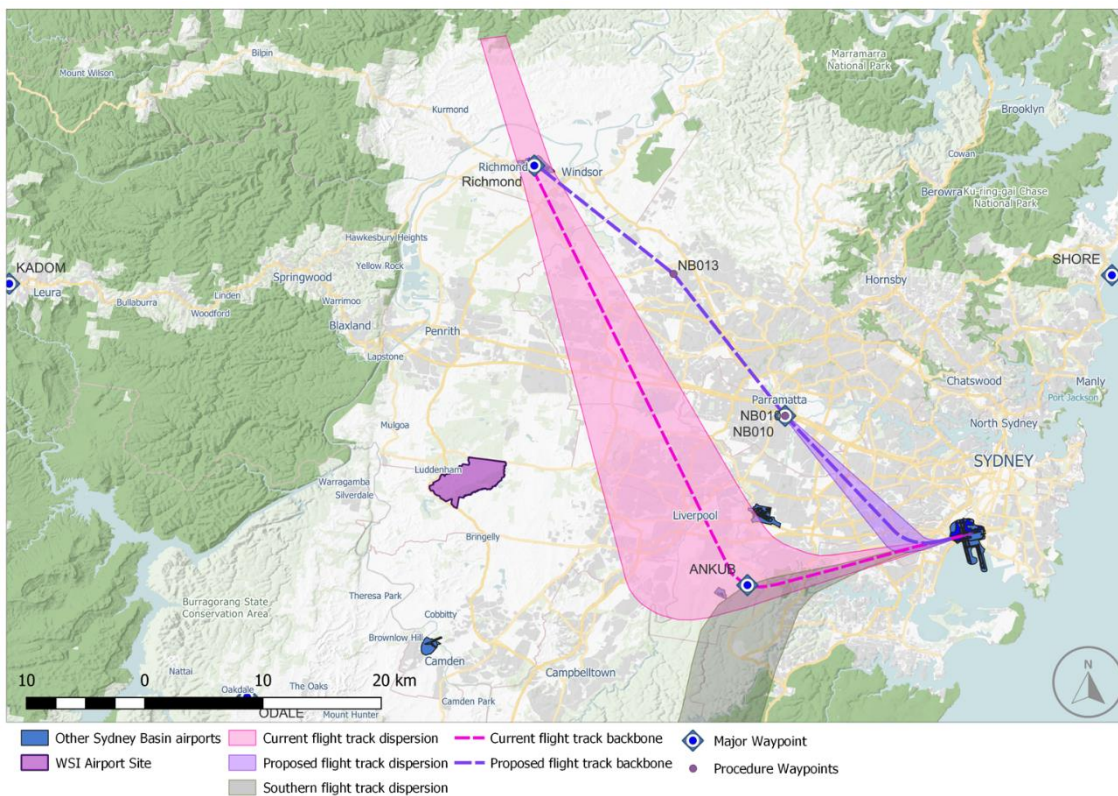 Mount Wilson
Bilpin
Marramarra
National Park
Kurmond
Brooklyn
Cowan
Richmond
Windsor
Richmond
Berowra
Ku-ring-gai Chase
National Park
Hawkesbury Heights
KADOM
Yellow Rock
NB013
SHORE
Leura
Springwood
Hornsby
Bullaburra
Linden
Warrimoo
Woodford
Blaxland
Penrith
Lapstone
Chatswood
Manly
Parramatta
Port Jackson
NB016
NB010
North Sydney
Mulgoa
SYDNEY
Luddenham
Warragamba
Silverdale
Liverpool
Bringelly
ANKUB
Theresa Park
Burragorang State
Conservation Area
Cobbitty
Brownlow Hill
Camden
Nattai
Campbelltown
N
10 0 10 20 km
Oakdale
The Oaks
Camden Park
ODALE
Mount Hunter
Other Sydney Basin airports
Current flight track dispersion
Current flight track backbone
Major Waypoint
WSI Airport Site
Proposed flight track dispersion
Proposed flight track backbone
Procedure Waypoints
Southern flight track dispersion